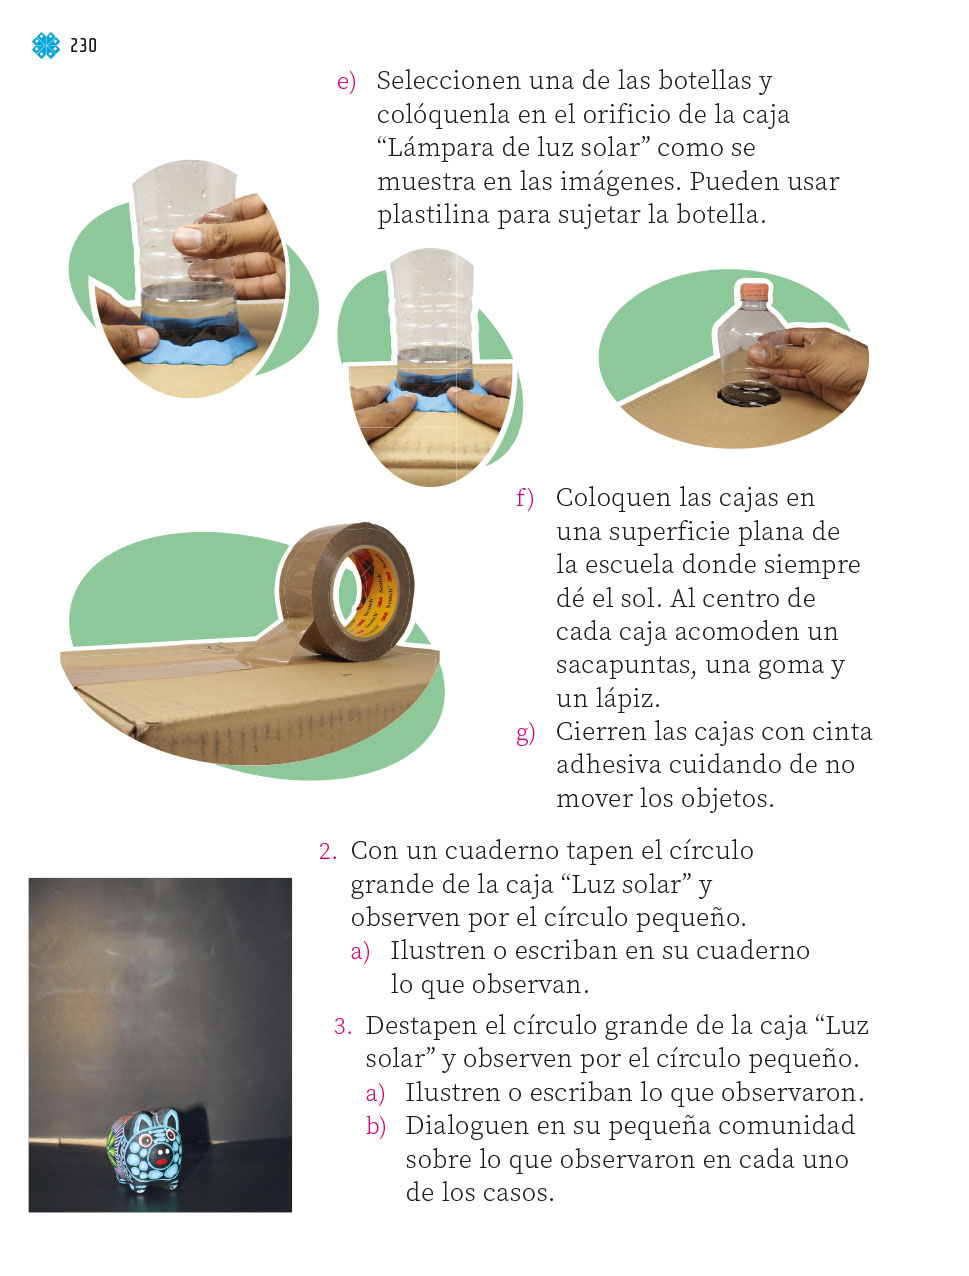 230
e) Seleccionen una de las botellas y
colóquenla en el orificio de la caja
“Lámpara de luz solar” como se
muestra en las imágenes. Pueden usar
plastilina para sujetar la botella.
f) Coloquen las cajas en
una superficie plana de
la escuela donde siempre
dé el sol. Al centro de
cada caja acomoden un
sacapuntas, una goma y
un lápiz.
g) Cierren las cajas con cinta
adhesiva cuidando de no
mover los objetos.
2. Con un cuaderno tapen el círculo
grande de la caja “Luz solar” y
observen por el círculo pequeño.
a) Ilustren o escriban en su cuaderno
lo que observan.
3. Destapen el círculo grande de la caja “Luz
solar” y observen por el círculo pequeño.
a) Ilustren o escriban lo que observaron.
b) Dialoguen en su pequeña comunidad
sobre lo que observaron en cada uno
de los casos.
3M Scotch